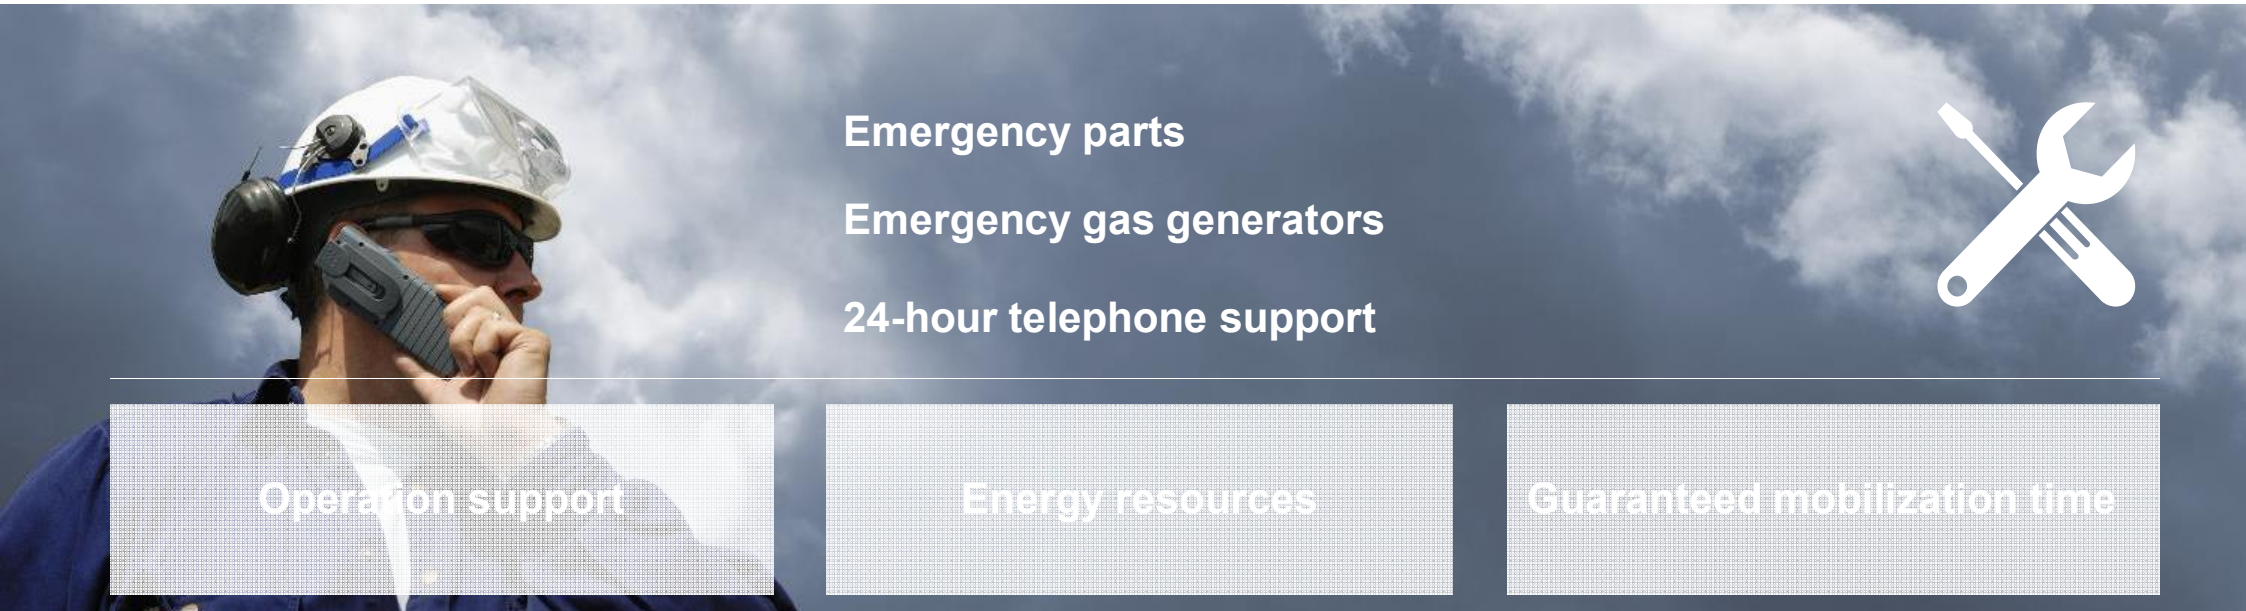 Emergency parts
Emergency gas generators
24-hour telephone support
Operation support
Energy resources
Guaranteed mobilization time